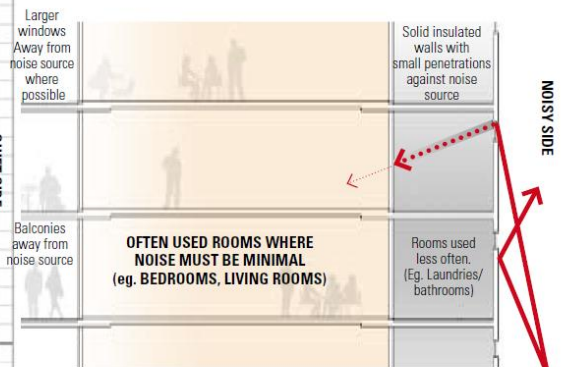 Larger
windows
Away from
noise source
where
possible
Solid insulated
walls with
small penetrations
against noise
source
NOISY SIDE
Balconies
away from
noise source
OFTEN USED ROOMS WHERE
NOISE MUST BE MINIMAL
(eg. BEDROOMS, LIVING ROOMS)
Rooms used
less often.
(Eg. Laundries/
bathrooms)